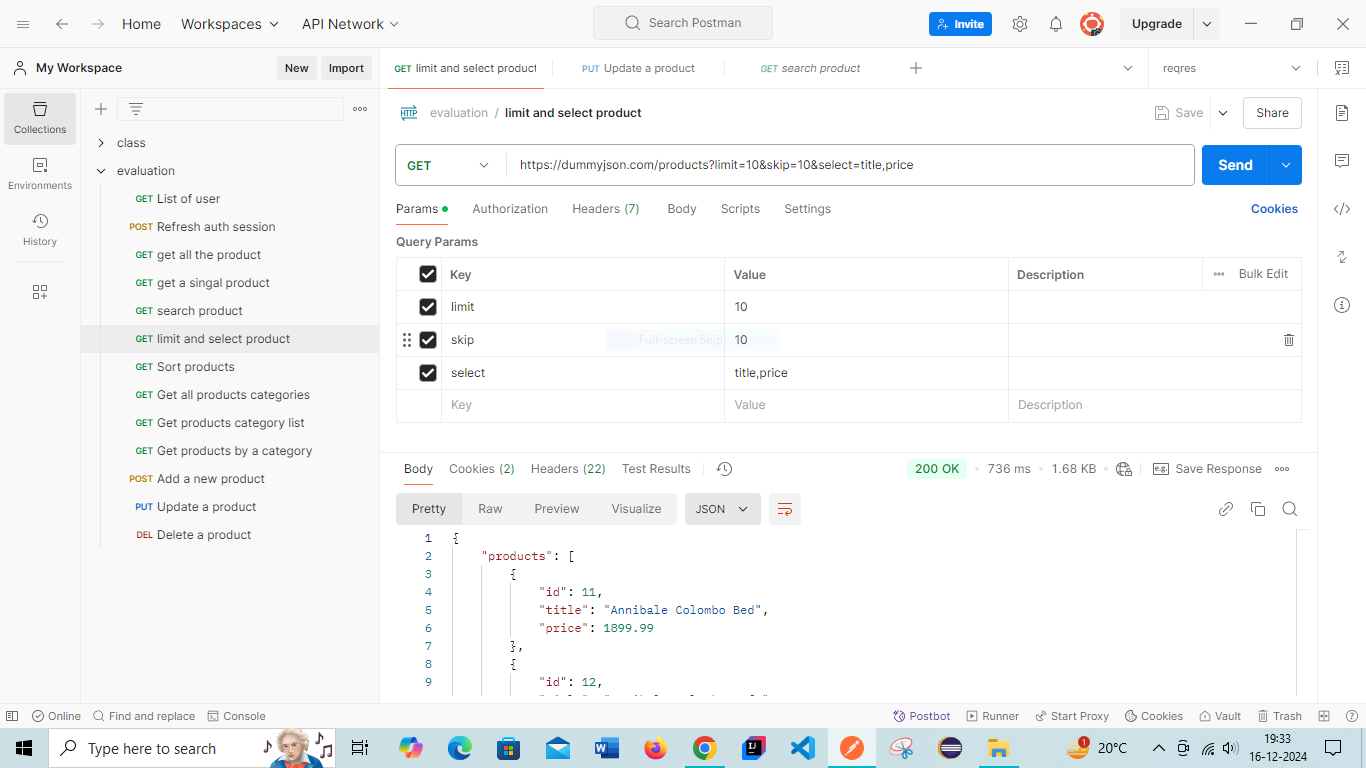 Home Workspaces API Network Search Postman Invite Upgrade
My Workspace New Import GET limit and select product PUT Update a product GET search product reqres
Collections
Environments
History
class
evaluation
GET List of user
POST Refresh auth session
GET get all the product
GET get a singal product
GET search product
GET limit and select product
GET Sort products
GET Get all products categories
GET Get products category list
GET Get products by a category
POST Add a new product
PUT Update a product
DEL Delete a product
HTTP evaluation / limit and select product Save Share
GET https://dummyjson.com/products?limit=10&skip=10&select=title,price Send
Params Authorization Headers (7) Body Scripts Settings Cookies
Query Params
Key Value Description Bulk Edit
limit 10
skip Full-screen Snip 10
select title,price
Key Value Description
Body Cookies (2) Headers (22) Test Results 200 OK 736 ms 1.68 KB e.g. Save Response
Pretty Raw Preview Visualize JSON
1 {
2 "products": [
3 {
4 "id": 11,
5 "title": "Annibale Colombo Bed",
6 "price": 1899.99
7 },
8 {
9 "id": 12,
Online Find and replace Console Postbot Runner Start Proxy Cookies Vault Trash
Type here to search 20°C 19:33
16-12-2024